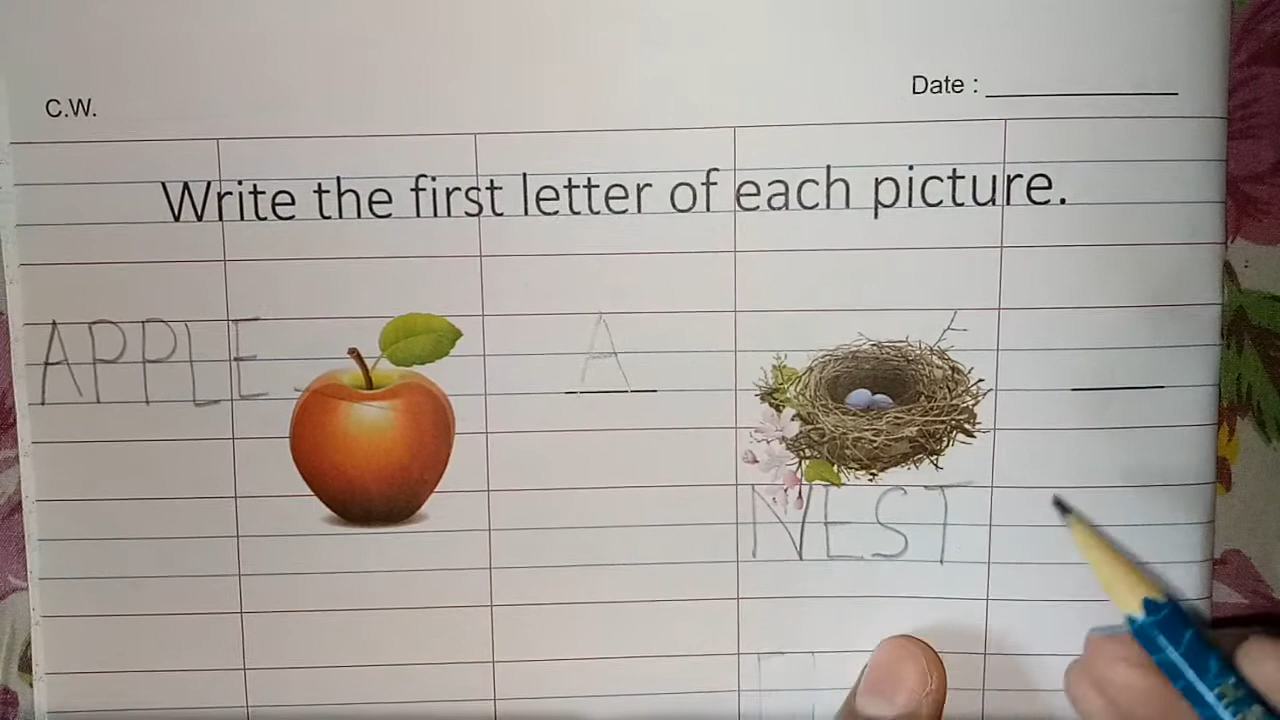 C.W.
Date :
Write the first letter of each picture.
APPLE
A
NEST